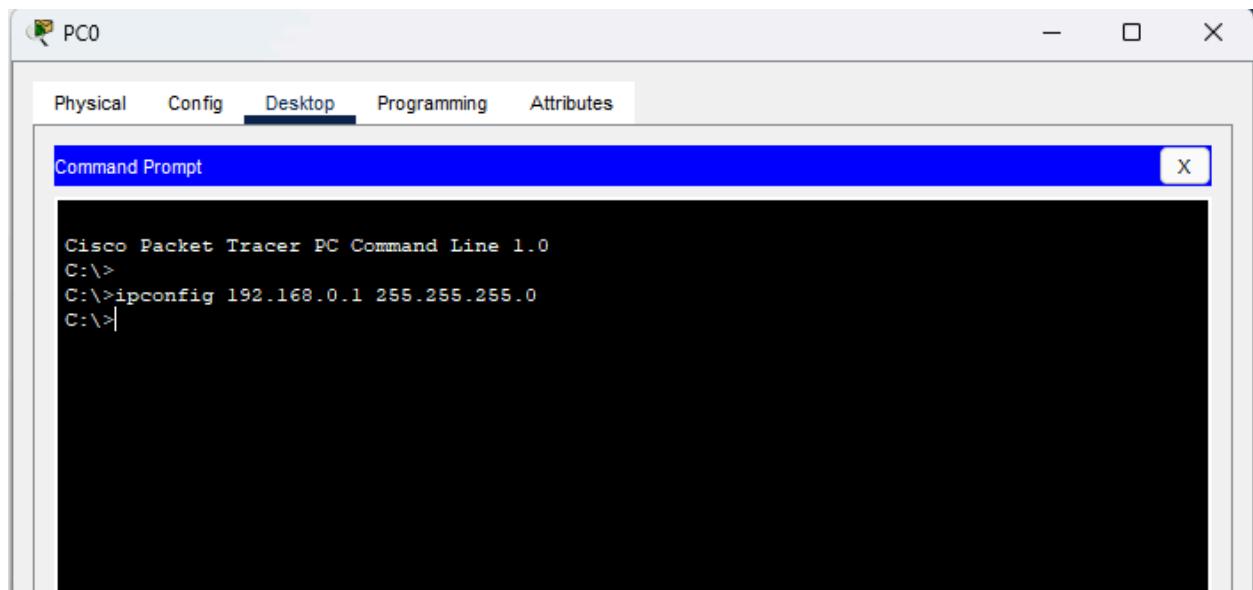 PC0
Physical Config Desktop Programming Attributes
Command Prompt
X
Cisco Packet Tracer PC Command Line 1.0
C:\>
C:\>ipconfig 192.168.0.1 255.255.255.0
C:\>